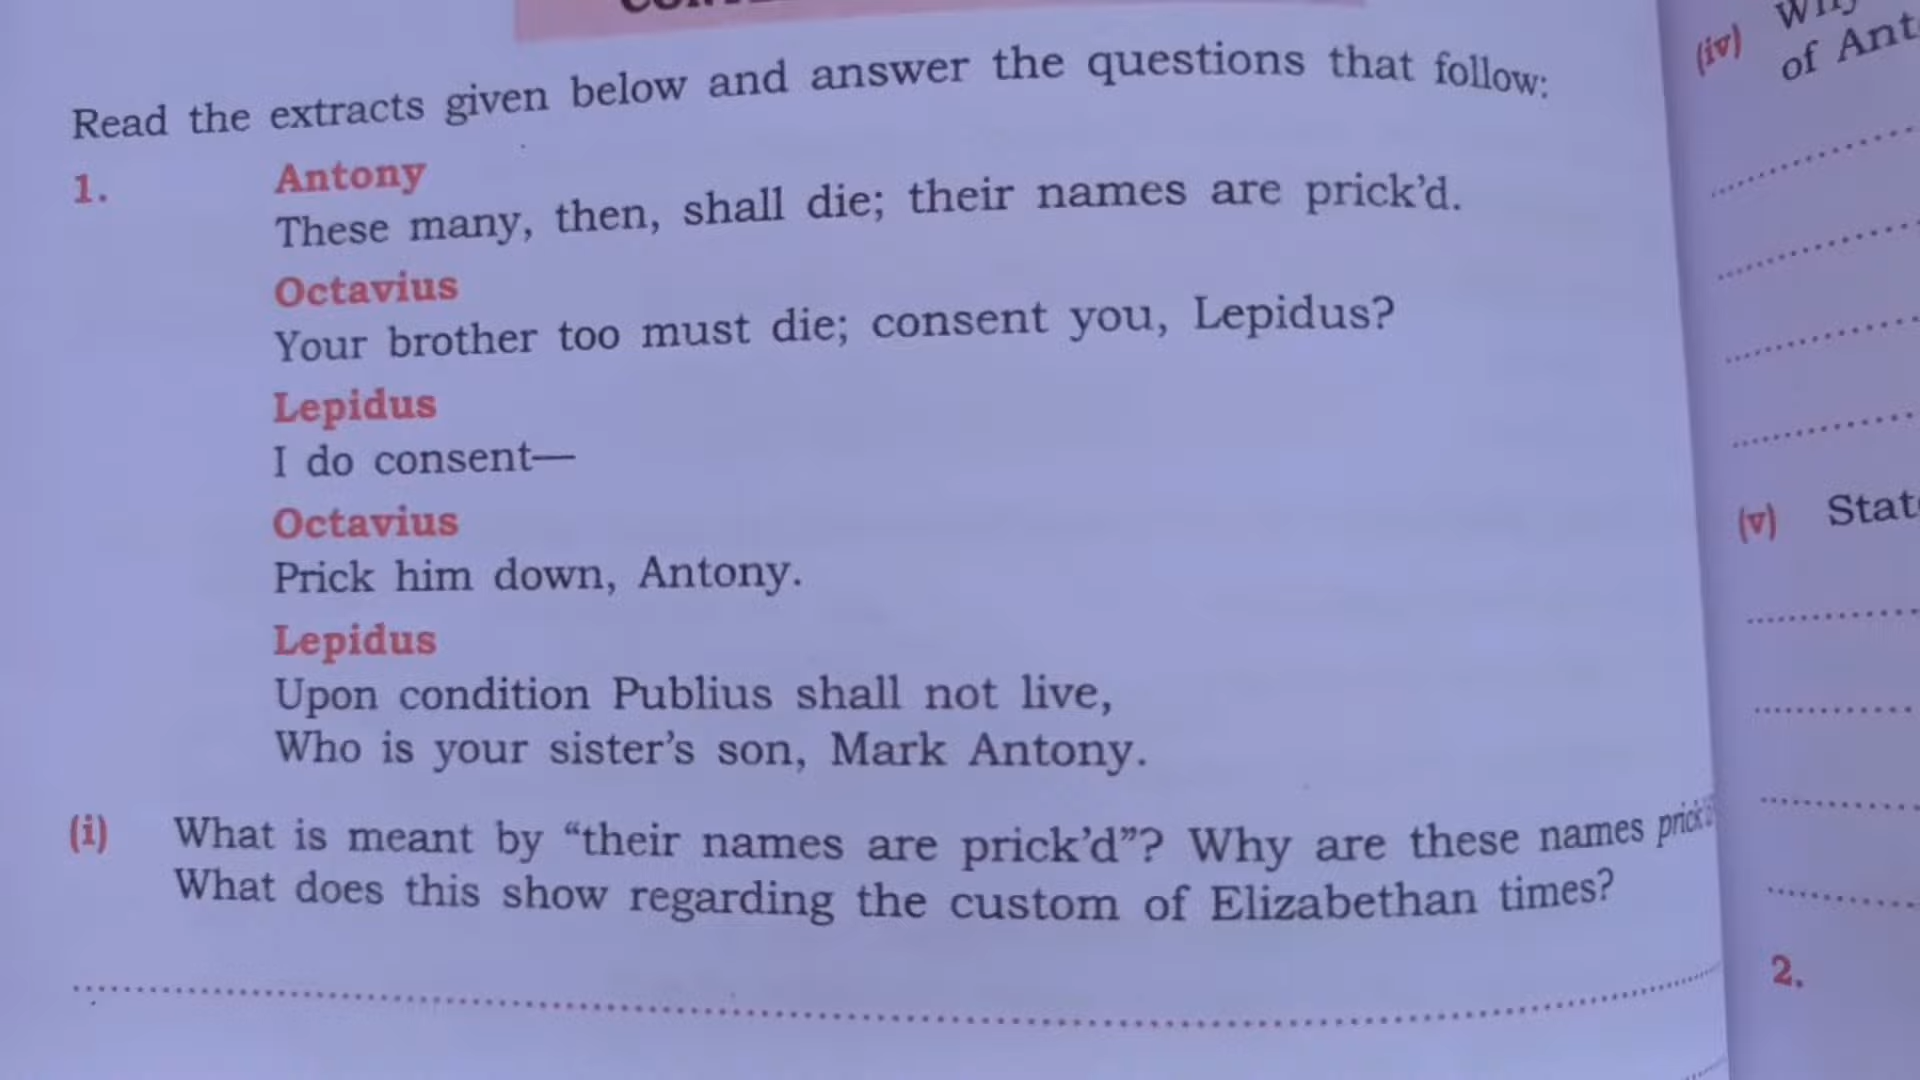 Read the extracts given below and answer the questions that follow:
1. Antony
These many, then, shall die; their names are prick’d.
Octavius
Your brother too must die; consent you, Lepidus?
Lepidus
I do consent—
Octavius
Prick him down, Antony.
Lepidus
Upon condition Publius shall not live,
Who is your sister’s son, Mark Antony.
(i) What is meant by “their names are prick’d”? Why are these names
What does this show regarding the custom of Elizabethan times?
(iv)
of
(v)
2.